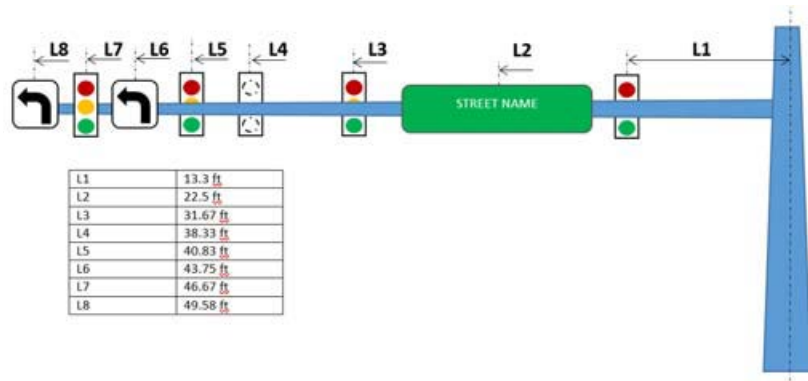 L8 L7 L6 L5 L4 L3 L2 L1
STREET NAME
L1 13.3 ft
L2 22.5 ft
L3 31.67 ft
L4 38.33 ft
L5 40.83 ft
L6 43.75 ft
L7 46.67 ft
L8 49.58 ft